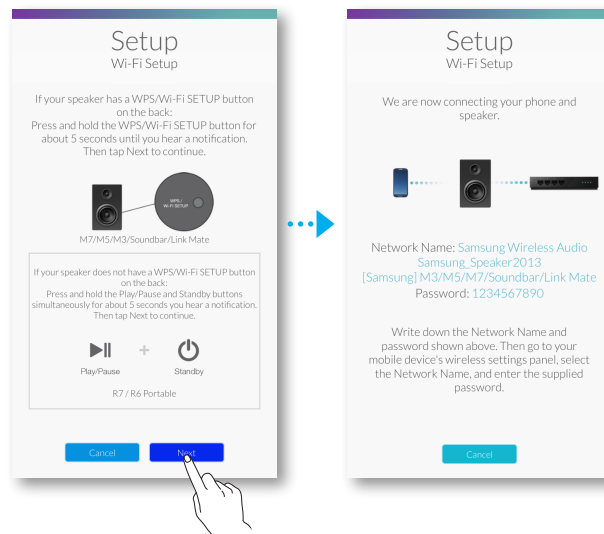 Setup
Wi-Fi Setup
If your speaker has a WPS/Wi-Fi SETUP button
on the back:
Press and hold the WPS/Wi-Fi SETUP button for
about 5 seconds until you hear a notification.
Then tap Next to continue.
WPS /
Wi-Fi SETUP
M7/M5/M3/Soundbar/Link Mate
If your speaker does not have a WPS/Wi-Fi SETUP button
on the back:
Press and hold the Play/Pause and Standby buttons
simultaneously for about 5 seconds you hear a notification.
Then tap Next to continue.
+
Play/Pause
Standby
R7 / R6 Portable
Cancel
Next
Setup
Wi-Fi Setup
We are now connecting your phone and
speaker.
Network Name: Samsung Wireless Audio
Samsung_Speaker2013
[Samsung] M3/M5/M7/Soundbar/Link Mate
Password: 1234567890
Write down the Network Name and
password shown above. Then go to your
mobile device's wireless settings panel, select
the Network Name, and enter the supplied
password.
Cancel